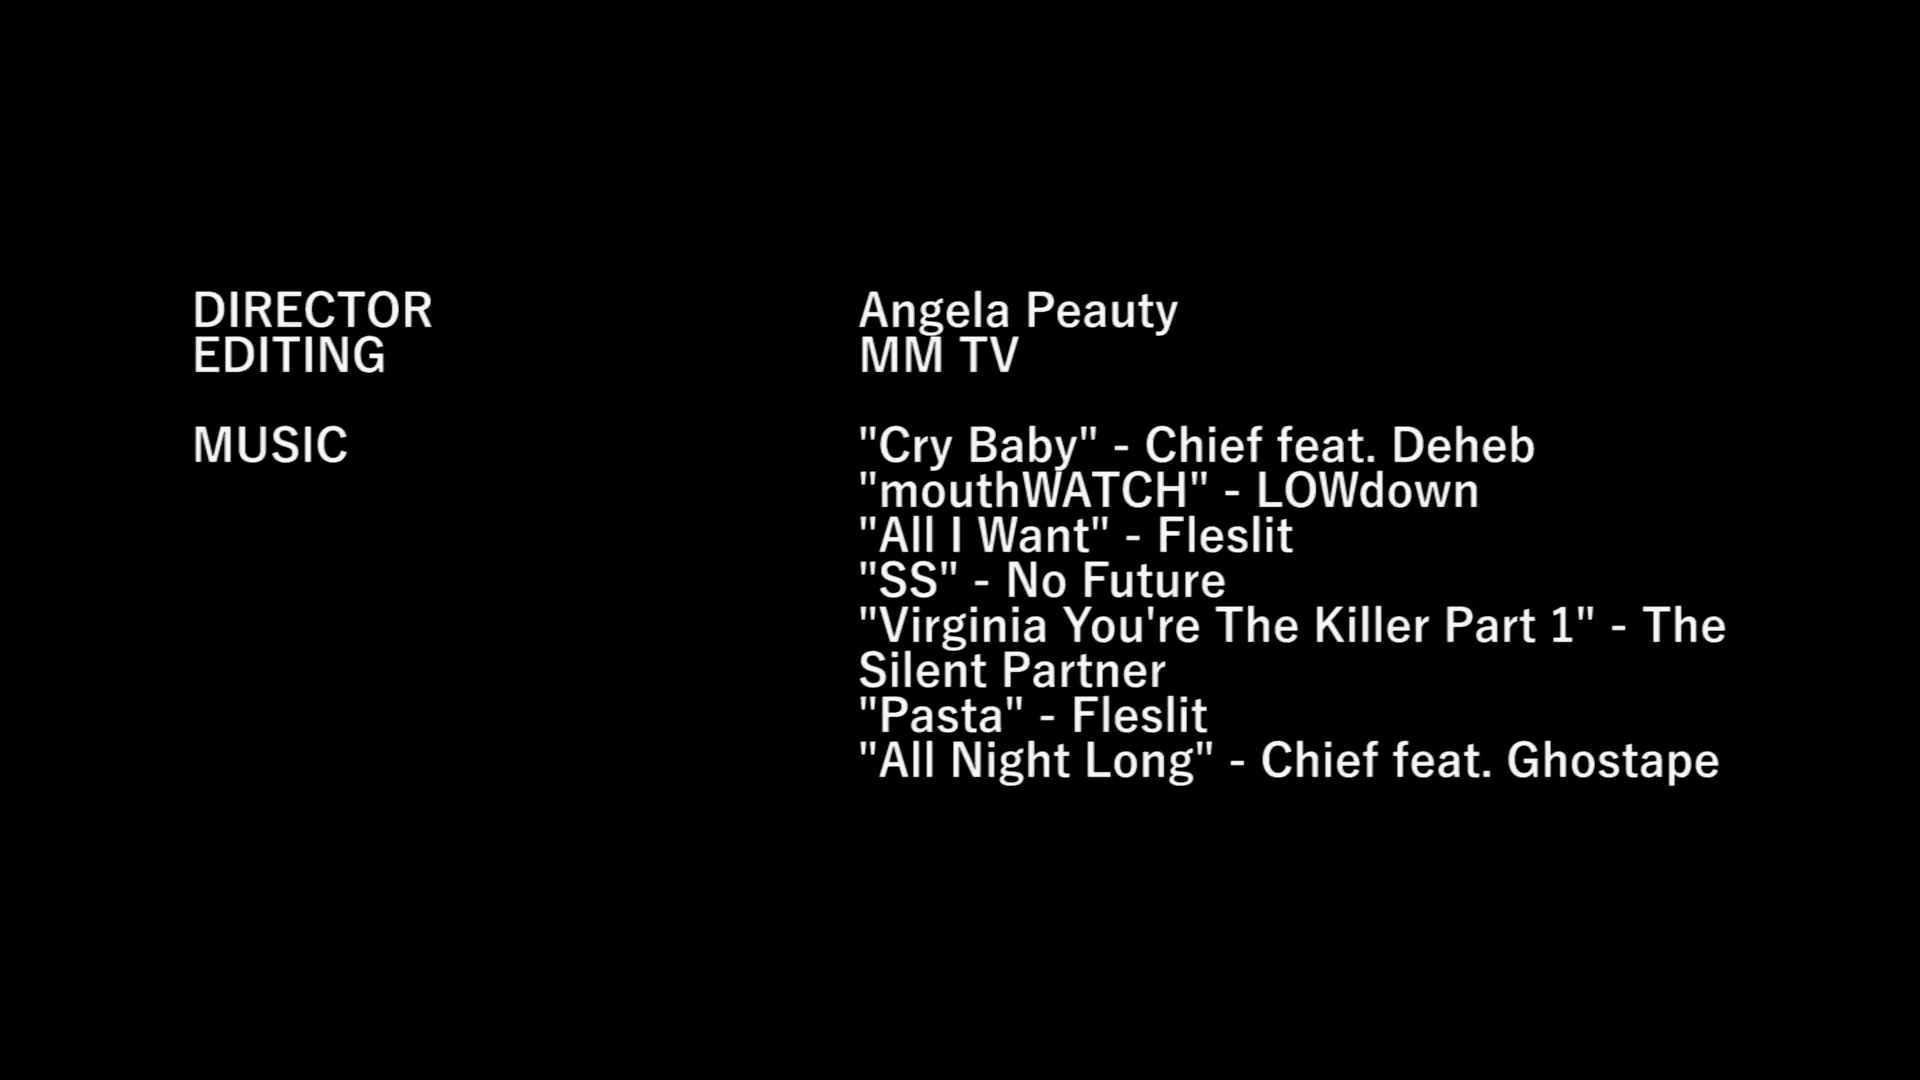 DIRECTOR Angela Peauty
EDITING MM TV
MUSIC "Cry Baby" - Chief feat. Deheb
"mouthWATCH" - LOWdown
"All I Want" - Fleslit
"SS" - No Future
"Virginia You're The Killer Part 1" - The
Silent Partner
"Pasta" - Fleslit
"All Night Long" - Chief feat. Ghostape